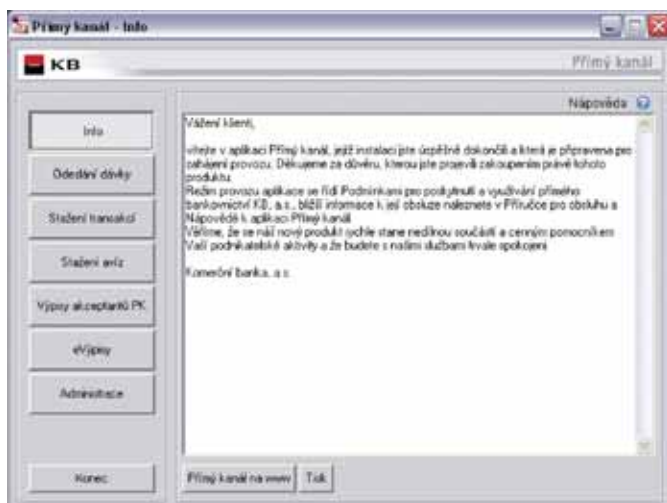 Přímý kanál - Info
KB
Přímý kanál
Nápověda
Info
Odeslání dávky
Stažení transakcí
Stažení avíz
Výpisy akceptantů PK
eVýpisy
Administrace
Konec
Vážení klienti,
vítejte v aplikaci Přímý kanál, jejíž instalaci jste úspěšně dokončili a která je připravena pro
zahájení provozu. Děkujeme za důvěru, kterou jste projevili zakoupením právě tohoto
produktu.
Režim provozu aplikace se řídí Podmínkami pro poskytnutí a využívání přímého
bankovnictví KB, a.s., bližší informace k její obsluze naleznete v Příručce pro obsluhu a
Nápovědě k aplikaci Přímý kanál
Věříme, že se náš nový produkt rychle stane nedílnou součástí a cenným pomocníkem
Vaší podnikatelské aktivity a že budete s našimi službami trvale spokojeni
Komerční banka, a.s.
Přímý kanál na www
Tisk